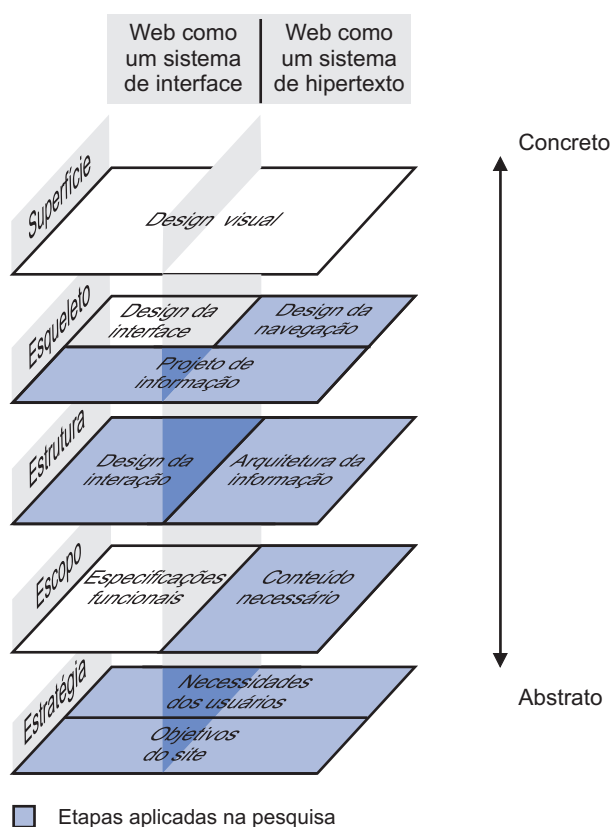 Web como
um sistema
de interface
Web como
um sistema
de hipertexto
Concreto
Superfície
Design visual
Esqueleto
Design da
interface
Design da
navegação
Projeto de
informação
Estrutura
Design da
interação
Arquitetura da
informação
Escopo
Especificações
funcionais
Conteúdo
necessário
Estratégia
Necessidades
dos usuários
Objetivos
do site
Abstrato
Etapas aplicadas na pesquisa